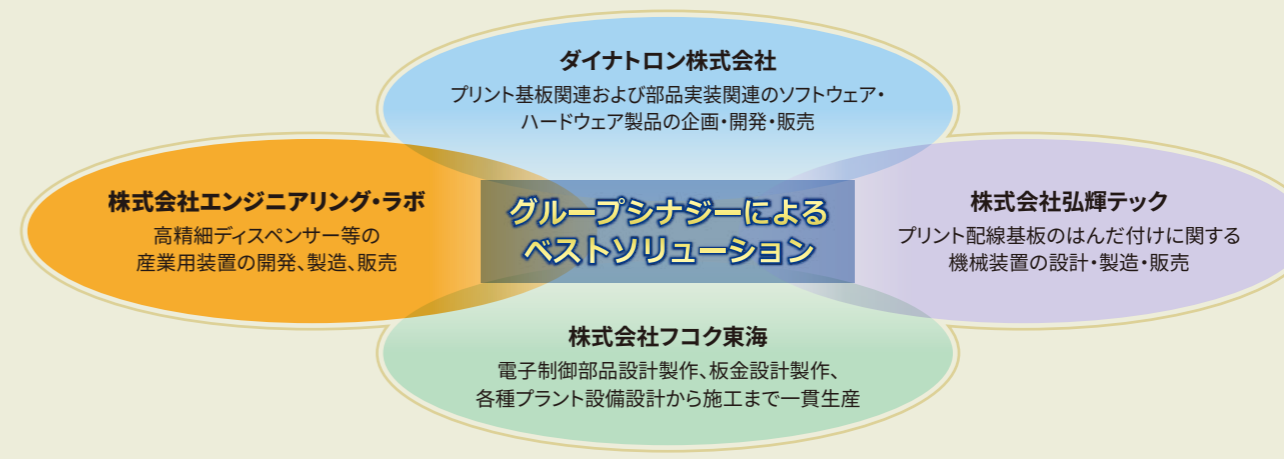 ダイナトロン株式会社
プリント基板関連および部品実装関連のソフトウェア・
ハードウェア製品の企画・開発・販売
株式会社エンジニアリング・ラボ
高精細ディスペンサー等の
産業用装置の開発、製造、販売
グループシナジーによる
ベストソリューション
株式会社弘輝テック
プリント配線基板のはんだ付けに関する
機械装置の設計・製造・販売
株式会社フコク東海
電子制御部品設計製作、板金設計製作、
各種プラント設備設計から施工まで一貫生産